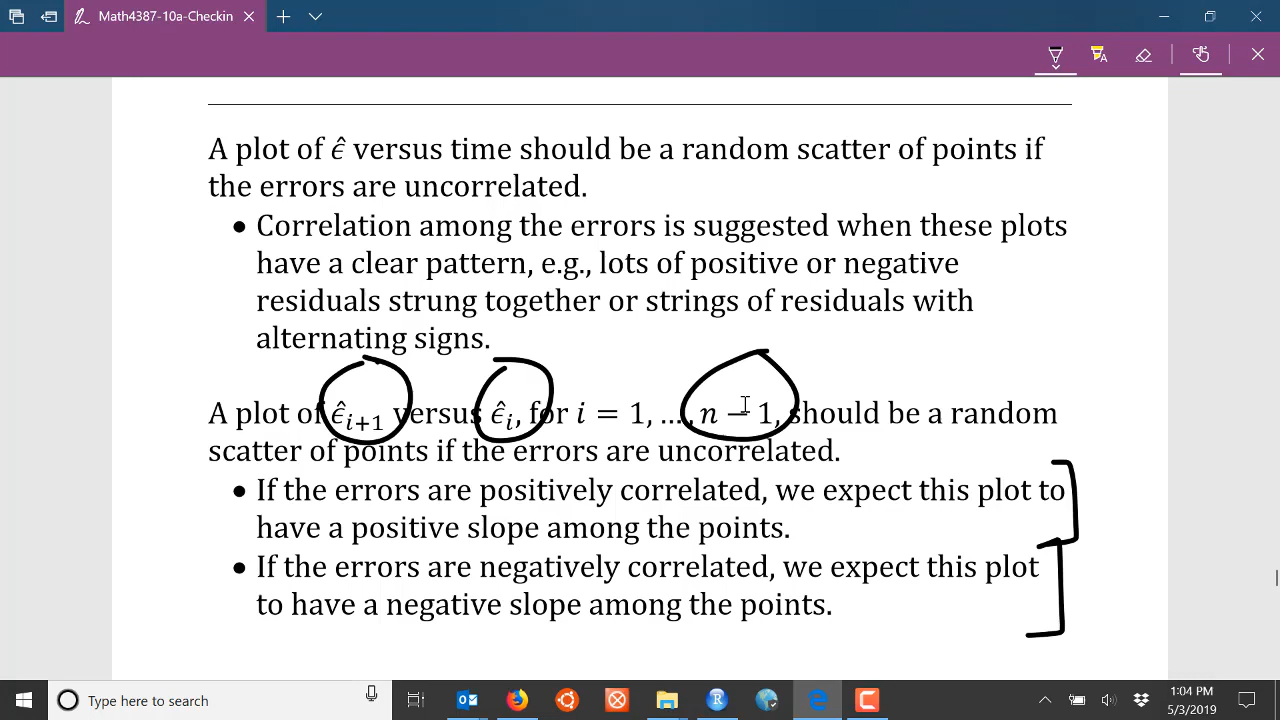 Math4387-10a-Checkin
A plot of ε̂ versus time should be a random scatter of points if
the errors are uncorrelated.
• Correlation among the errors is suggested when these plots
have a clear pattern, e.g., lots of positive or negative
residuals strung together or strings of residuals with
alternating signs.
A plot of ε̂ᵢ₊₁ versus ε̂ᵢ, for i = 1, …, n − 1, should be a random
scatter of points if the errors are uncorrelated.
• If the errors are positively correlated, we expect this plot to
have a positive slope among the points.
• If the errors are negatively correlated, we expect this plot
to have a negative slope among the points.
Type here to search
1:04 PM
5/3/2019